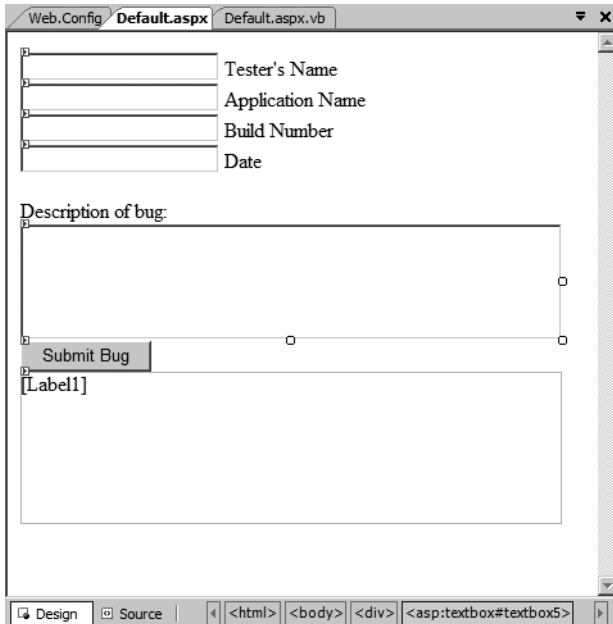 Web.Config Default.aspx Default.aspx.vb
Tester's Name
Application Name
Build Number
Date
Description of bug:
Submit Bug
[Label1]
Design Source <html> <body> <div> <asp:textbox#textbox5>